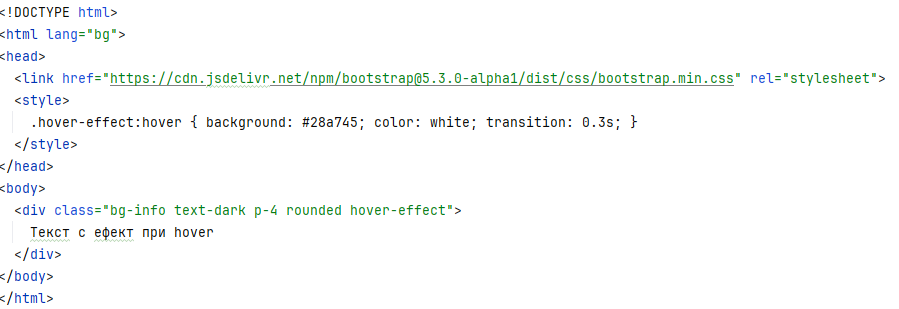 <!DOCTYPE html>
<html lang="bg">
<head>
<link href="https://cdn.jsdelivr.net/npm/bootstrap@5.3.0-alpha1/dist/css/bootstrap.min.css" rel="stylesheet">
<style>
.hover-effect:hover { background: #28a745; color: white; transition: 0.3s; }
</style>
</head>
<body>
<div class="bg-info text-dark p-4 rounded hover-effect">
Текст с ефект при hover
</div>
</body>
</html>